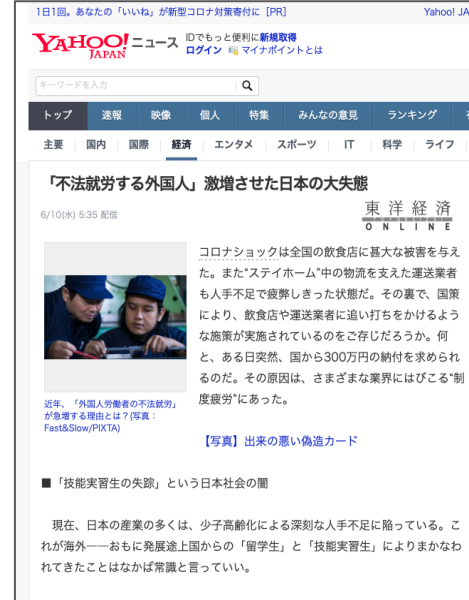 1日1回。あなたの「いいね」が新型コロナ対策寄付に［PR］
Yahoo! JA
YAHOO! JAPAN ニュース
IDでもっと便利に新規取得
ログイン マイナポイントとは
キーワードを入力
トップ 速報 映像 個人 特集 みんなの意見 ランキング
主要 国内 国際 経済 エンタメ スポーツ IT 科学 ライフ
「不法就労する外国人」激増させた日本の大失態
6/10(水) 5:35 配信
東洋経済
ONLINE
コロナショックは全国の飲食店に甚大な被害を与え
た。また“ステイホーム”中の物流を支えた運送業者
も人手不足で疲弊しきった状態だ。その裏で、国策
により、飲食店や運送業者に追い打ちをかけるよう
な施策が実施されているのをご存じだろうか。何
と、ある日突然、国から300万円の納付を求められ
るのだ。その原因は、さまざまな業界にはびこる“制
度疲労”にあった。
近年、「外国人労働者の不法就労」
が急増する理由とは？(写真：
Fast&Slow/PIXTA)
【写真】出来の悪い偽造カード
■「技能実習生の失踪」という日本社会の闇
現在、日本の産業の多くは、少子高齢化による深刻な人手不足に陥っている。こ
れが海外――おもに発展途上国からの「留学生」と「技能実習生」によりまかなわ
れてきたことはなかば常識と言っていい。